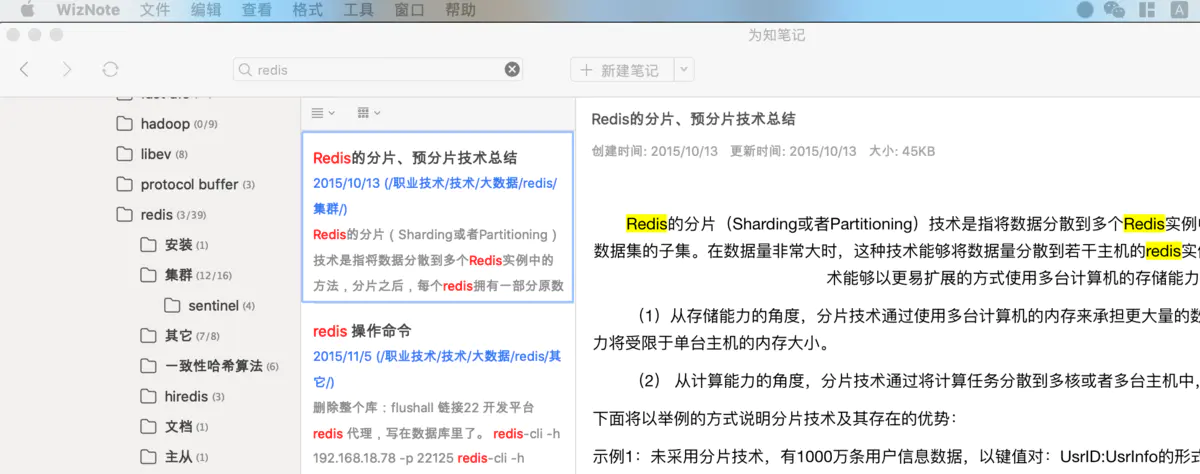 WizNote 文件 编辑 查看 格式 工具 窗口 帮助
为知笔记
redis
新建笔记
hadoop (0/9)
libev (8)
protocol buffer (3)
redis (3/39)
安装 (1)
集群 (12/16)
sentinel (4)
其它 (7/8)
一致性哈希算法 (6)
hiredis (3)
文档 (1)
主从 (1)
Redis的分片、预分片技术总结
2015/10/13 (/职业技术/技术/大数据/redis/
集群/)
Redis的分片（Sharding或者Partitioning）
技术是指将数据分散到多个Redis实例中的
方法，分片之后，每个redis拥有一部分原数
redis 操作命令
2015/11/5 (/职业技术/技术/大数据/redis/其
它/)
删除整个库：flushall 链接22 开发平台
redis 代理，写在数据库里了。 redis-cli -h
192.168.18.78 -p 22125 redis-cli -h
Redis的分片、预分片技术总结
创建时间: 2015/10/13 更新时间: 2015/10/13 大小: 45KB
Redis的分片（Sharding或者Partitioning）技术是指将数据分散到多个Redis实例中
数据集的子集。在数据量非常大时，这种技术能够将数据量分散到若干主机的redis实
术能够以更易扩展的方式使用多台计算机的存储能力
（1）从存储能力的角度，分片技术通过使用多台计算机的内存来承担更大量的数
力将受限于单台主机的内存大小。
（2） 从计算能力的角度，分片技术通过将计算任务分散到多核或者多台主机中，
下面将以举例的方式说明分片技术及其存在的优势：
示例1：未采用分片技术，有1000万条用户信息数据，以键值对：UsrID:UsrInfo的形式